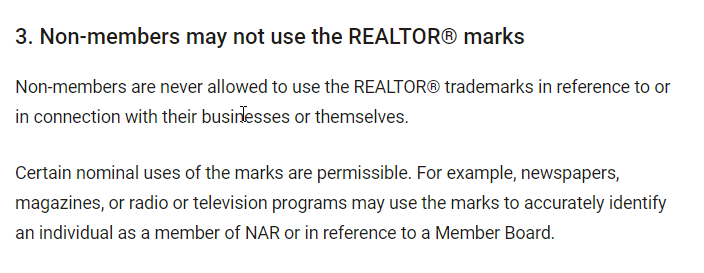 3. Non-members may not use the REALTOR® marks
Non-members are never allowed to use the REALTOR® trademarks in reference to or
in connection with their businesses or themselves.
Certain nominal uses of the marks are permissible. For example, newspapers,
magazines, or radio or television programs may use the marks to accurately identify
an individual as a member of NAR or in reference to a Member Board.